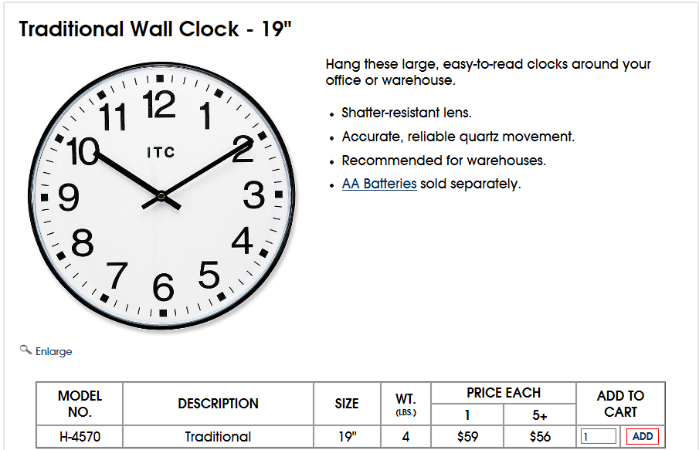 Traditional Wall Clock - 19"
Hang these large, easy-to-read clocks around your
office or warehouse.
• Shatter-resistant lens.
• Accurate, reliable quartz movement.
• Recommended for warehouses.
• AA Batteries sold separately.
12
11 1
10 2
ITC
9 3
8 4
7 5
6
Enlarge
MODEL NO. DESCRIPTION SIZE WT. (LBS.) PRICE EACH ADD TO CART
1 5+
H-4570 Traditional 19" 4 $59 $56 1 ADD